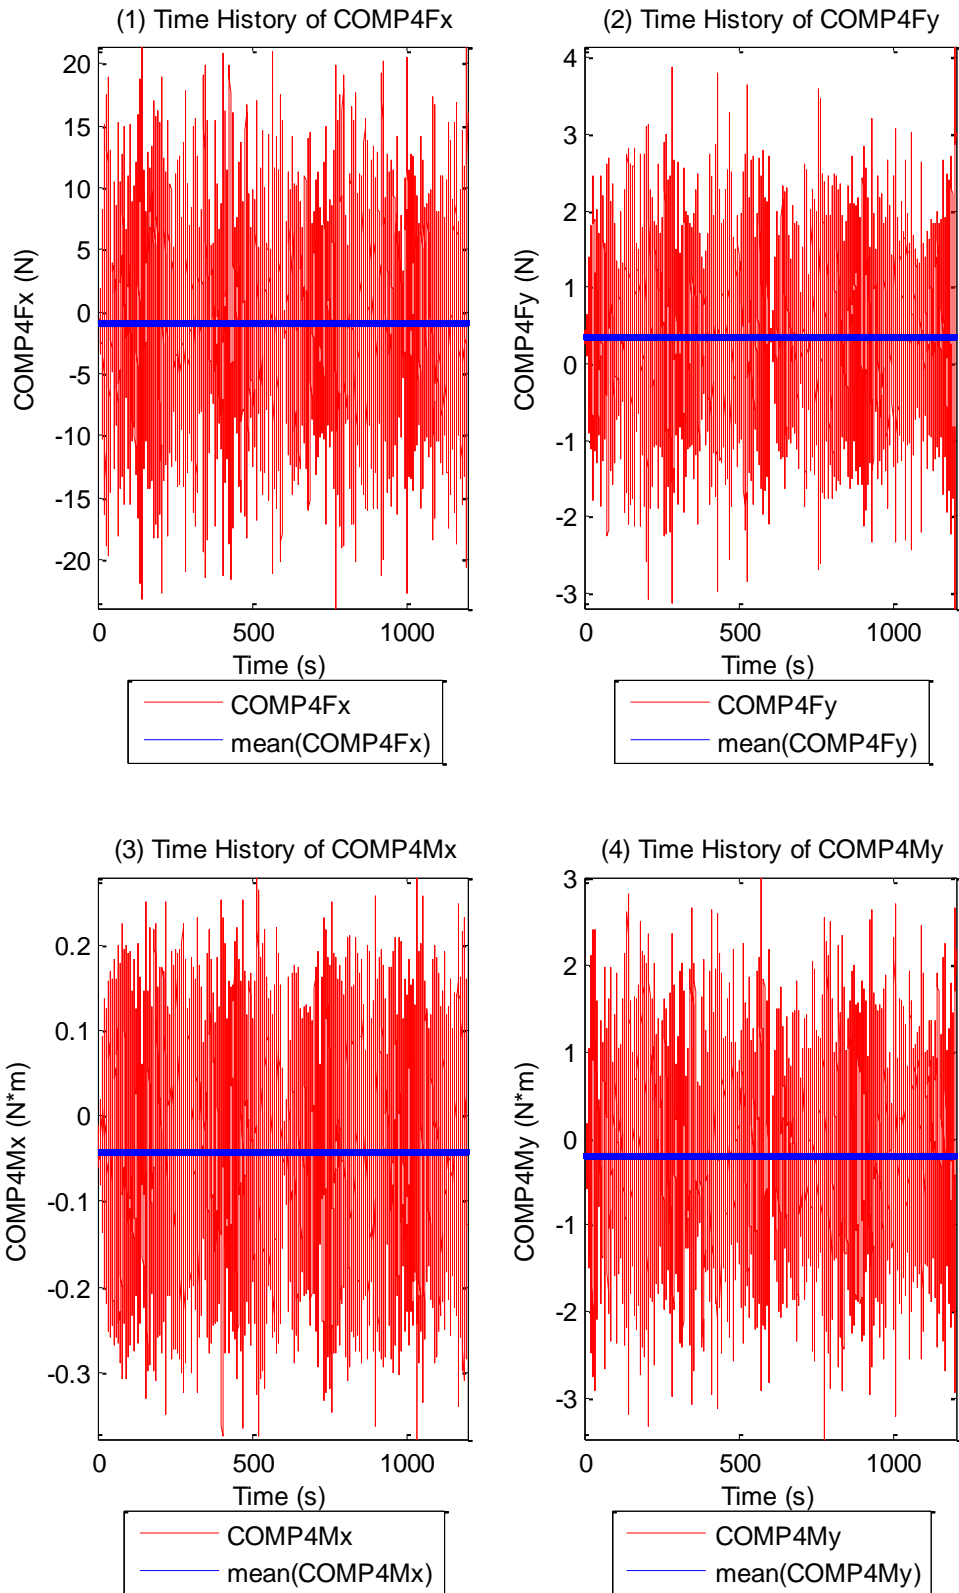 (1) Time History of COMP4Fx
20
15
10
5
0
-5
-10
-15
-20
COMP4Fx (N)
0 500 1000
Time (s)
COMP4Fx
mean(COMP4Fx)
(2) Time History of COMP4Fy
4
3
2
1
0
-1
-2
-3
COMP4Fy (N)
0 500 1000
Time (s)
COMP4Fy
mean(COMP4Fy)
(3) Time History of COMP4Mx
0.2
0.1
0
-0.1
-0.2
-0.3
COMP4Mx (N*m)
0 500 1000
Time (s)
COMP4Mx
mean(COMP4Mx)
(4) Time History of COMP4My
3
2
1
0
-1
-2
-3
COMP4My (N*m)
0 500 1000
Time (s)
COMP4My
mean(COMP4My)